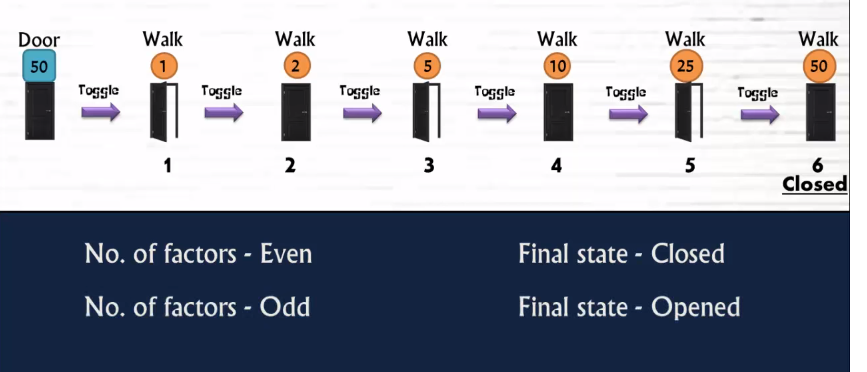 Door Walk Walk Walk Walk Walk Walk
50 1 2 5 10 25 50
Toggle Toggle Toggle Toggle Toggle Toggle
1 2 3 4 5 6
Closed
No. of factors - Even Final state - Closed
No. of factors - Odd Final state - Opened